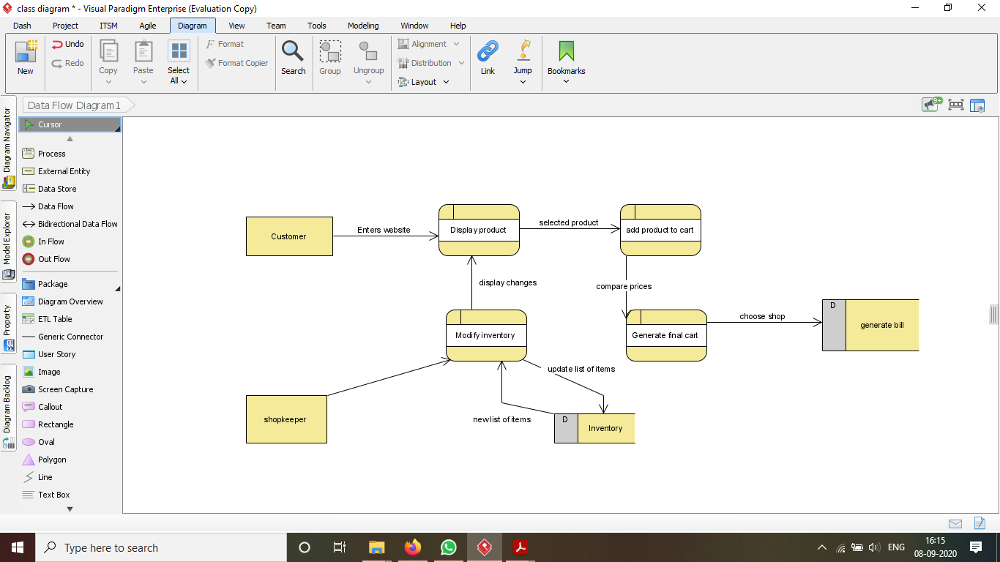 class diagram * - Visual Paradigm Enterprise (Evaluation Copy)
Dash Project ITSM Agile Diagram View Team Tools Modeling Window Help
New
Undo
Redo
Copy
Paste
Select All
Format
Format Copier
Search
Group
Ungroup
Alignment
Distribution
Layout
Link
Jump
Bookmarks
Data Flow Diagram1
9+
Diagram Navigator
Model Explorer
Property
Diagram Backlog
Cursor
Process
External Entity
Data Store
Data Flow
Bidirectional Data Flow
In Flow
Out Flow
Package
Diagram Overview
ETL Table
Generic Connector
User Story
Image
Screen Capture
Callout
Rectangle
Oval
Polygon
Line
Text Box
Customer
Enters website
Display product
selected product
add product to cart
display changes
compare prices
Modify inventory
Generate final cart
choose shop
D
generate bill
update list of items
shopkeeper
new list of items
D
Inventory
Type here to search
ENG
16:15
08-09-2020